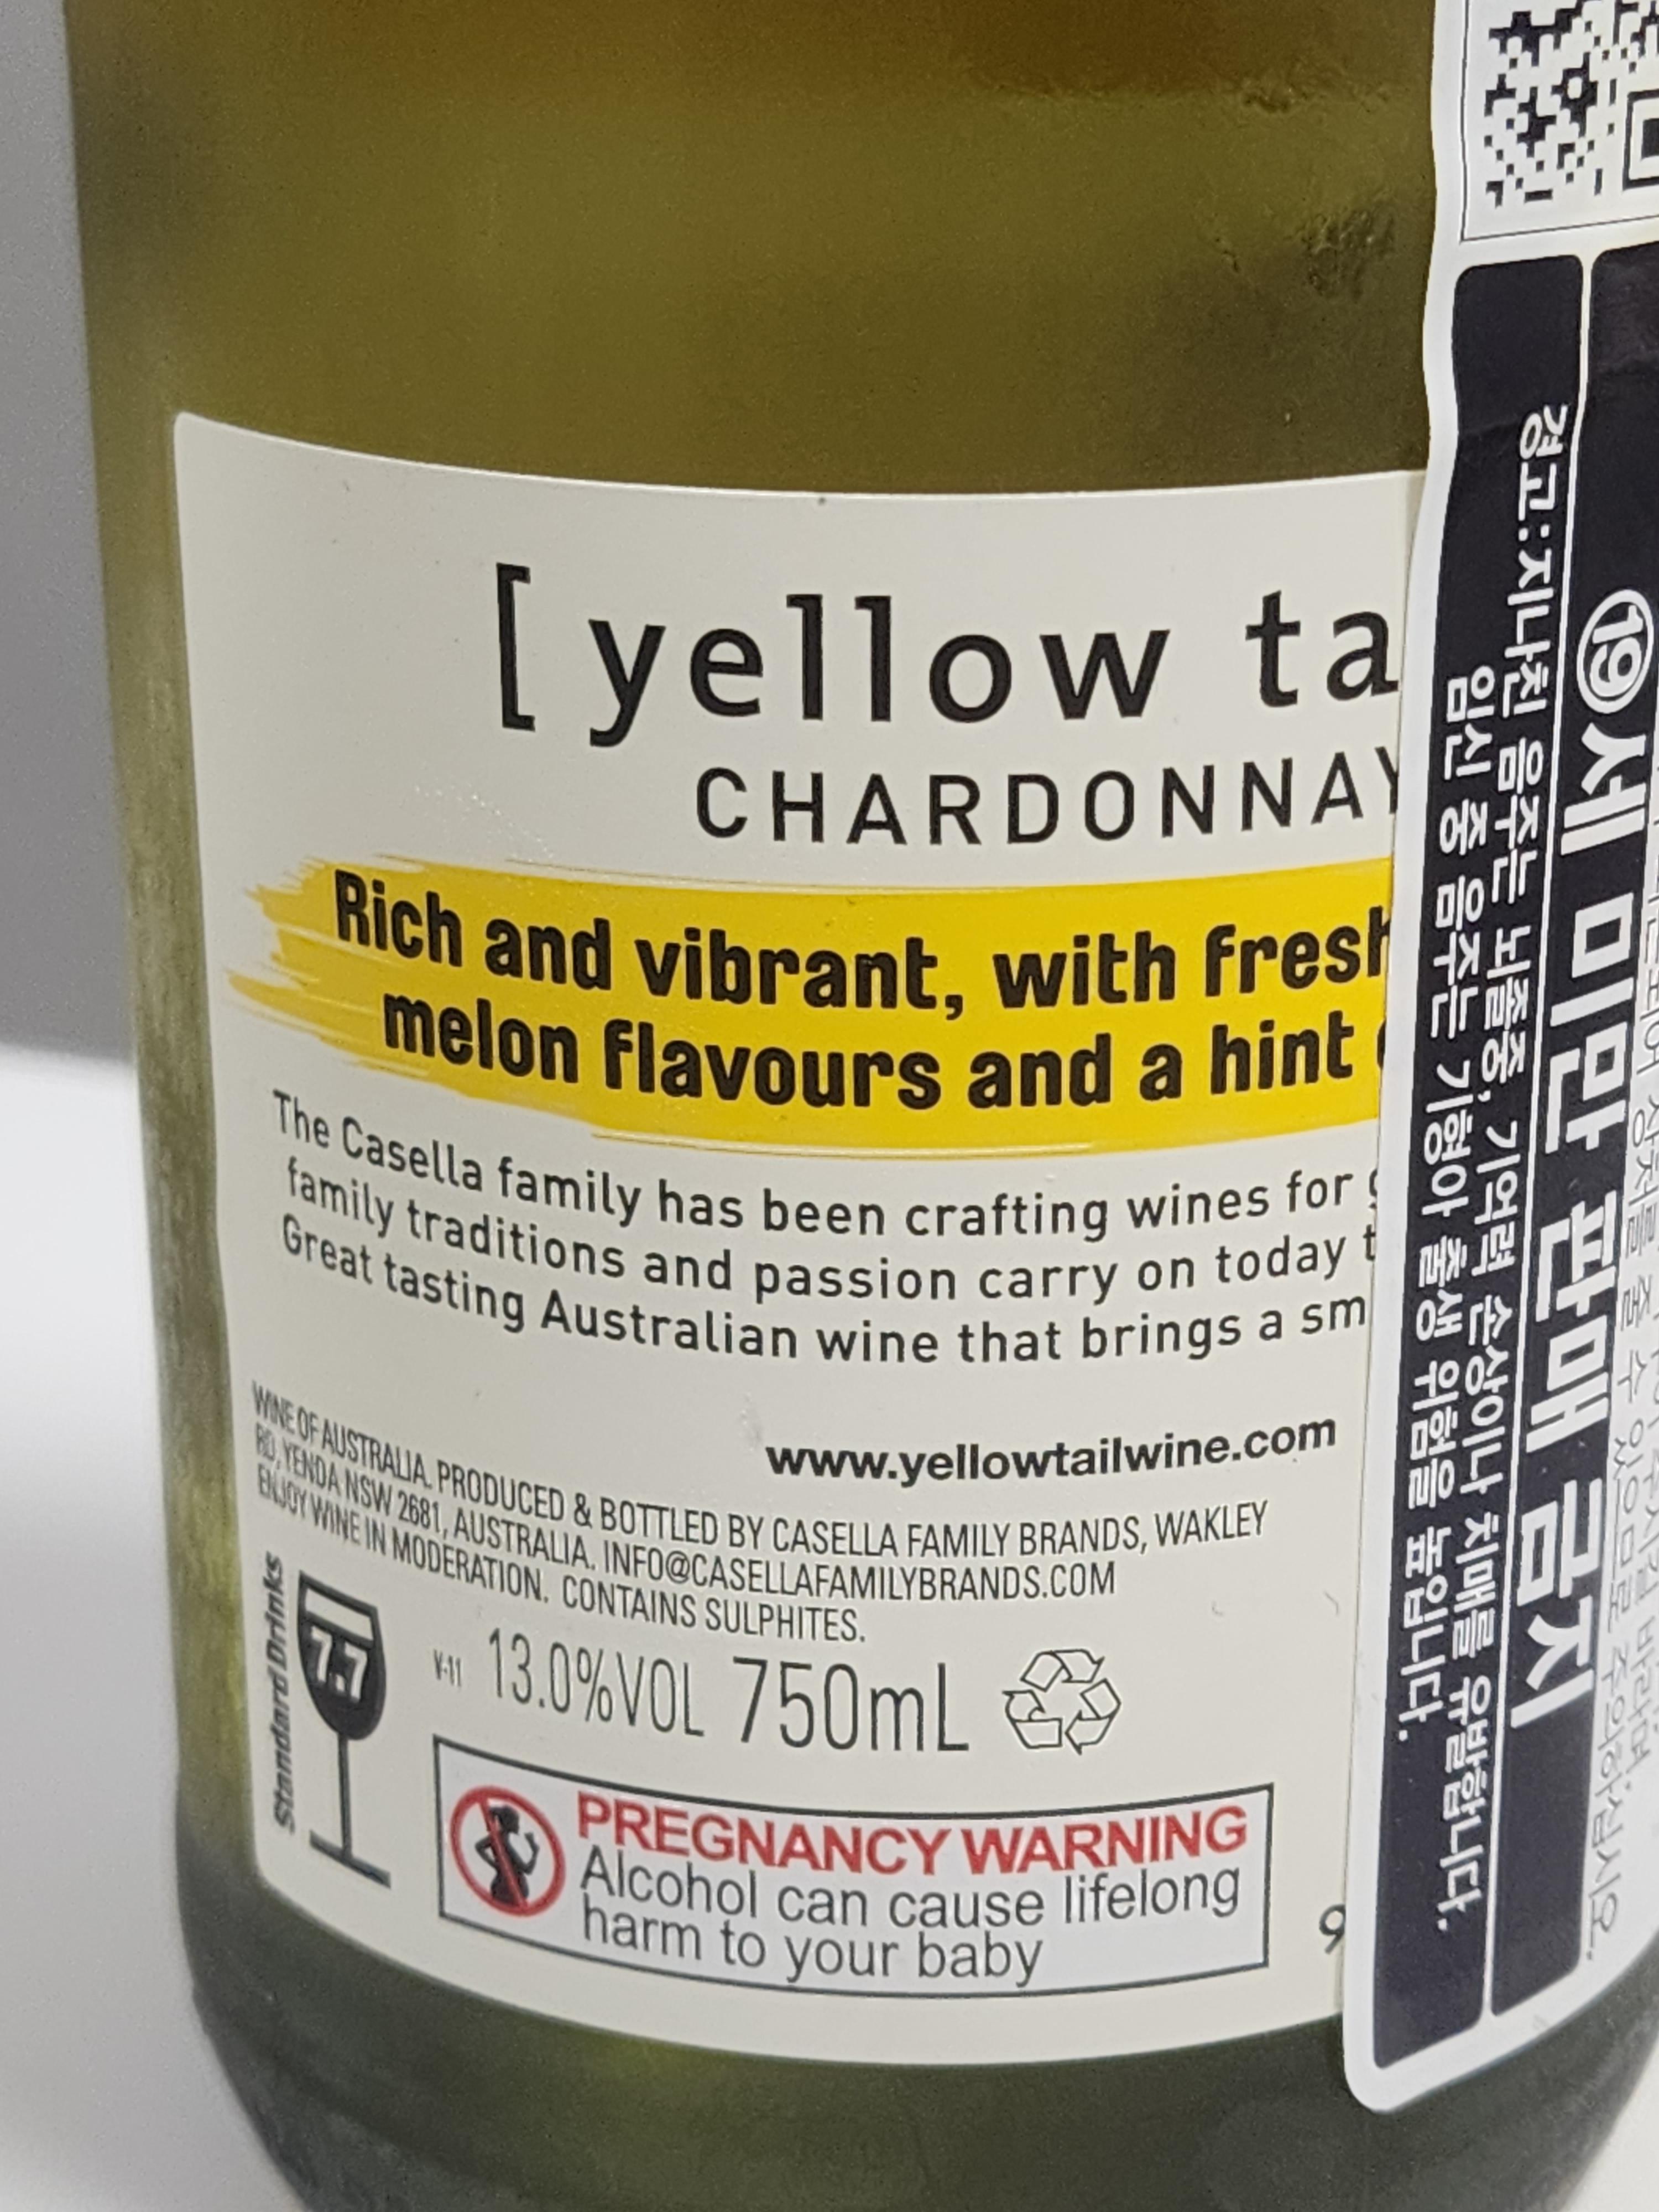 [ yellow ta
CHARDONNAY
Rich and vibrant, with fresh
melon flavours and a hint
The Casella family has been crafting wines for
family traditions and passion carry on today
Great tasting Australian wine that brings a sm
www.yellowtailwine.com
WINE OF AUSTRALIA. PRODUCED & BOTTLED BY CASELLA FAMILY BRANDS, WAKLEY
RD, YENDA NSW 2681, AUSTRALIA. INFO@CASELLAFAMILYBRANDS.COM
ENJOY WINE IN MODERATION. CONTAINS SULPHITES.
Standard Drinks
7.7
V-11 13.0%VOL 750mL
PREGNANCY WARNING
Alcohol can cause lifelong
harm to your baby
9
⑲세 미만 판매 금지
경고: 지나친 음주는 뇌졸중, 기억력 손상이나 치매를 유발합니다.
임신 중 음주는 기형아 출생 위험을 높입니다.